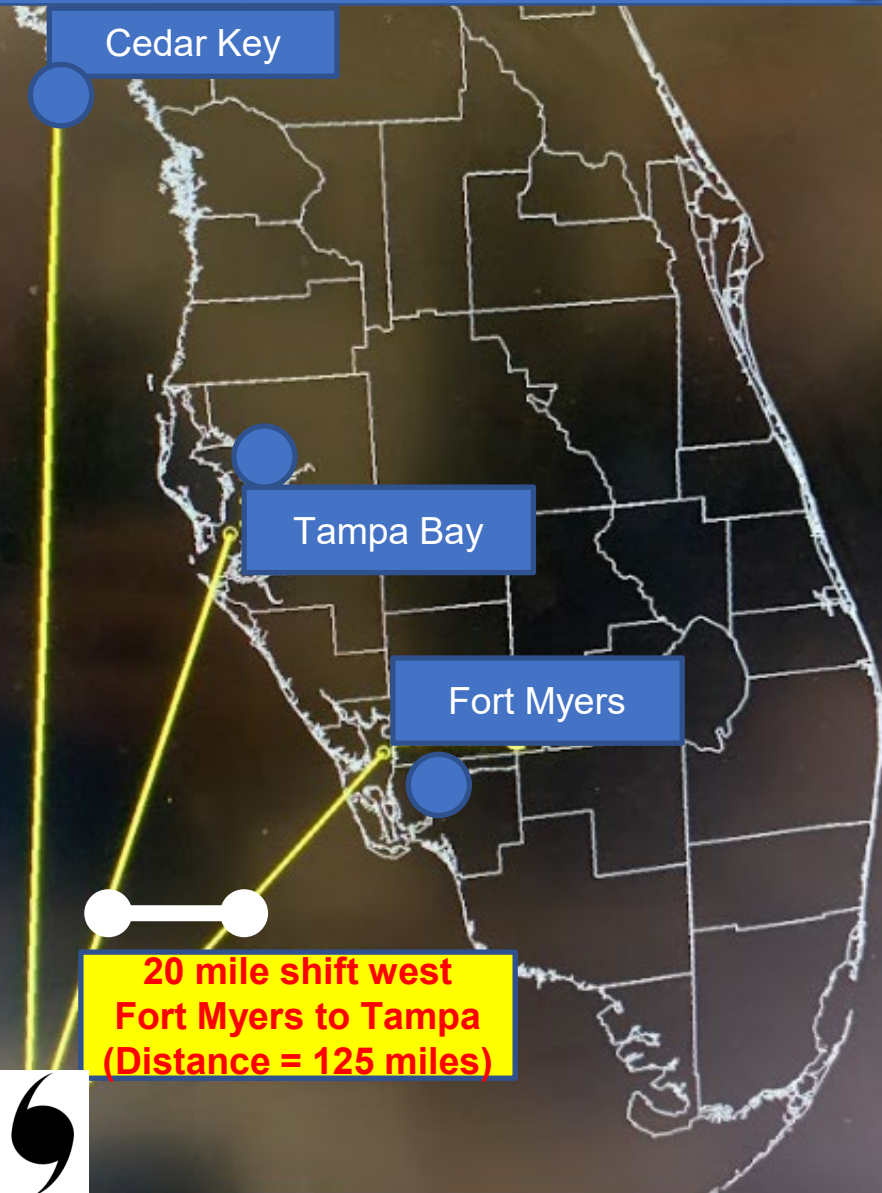 Cedar Key
Tampa Bay
Fort Myers
20 mile shift west
Fort Myers to Tampa
(Distance = 125 miles)